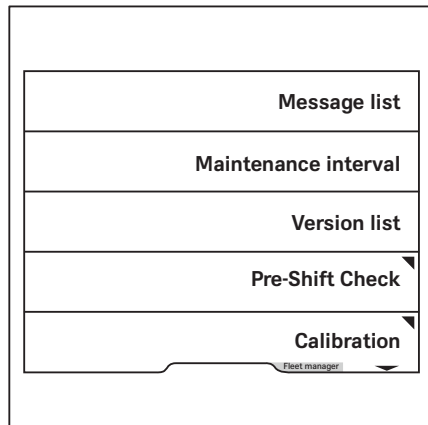 Message list
Maintenance interval
Version list
Pre-Shift Check
Calibration
Fleet manager